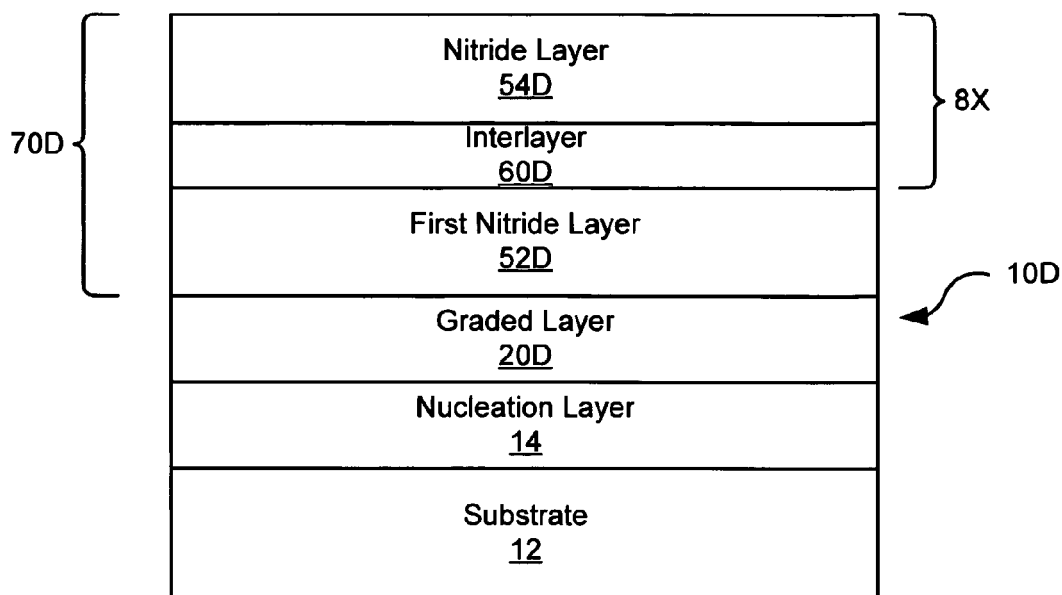 Nitride Layer
54D
8X
Interlayer
60D
70D
First Nitride Layer
52D
10D
Graded Layer
20D
Nucleation Layer
14
Substrate
12